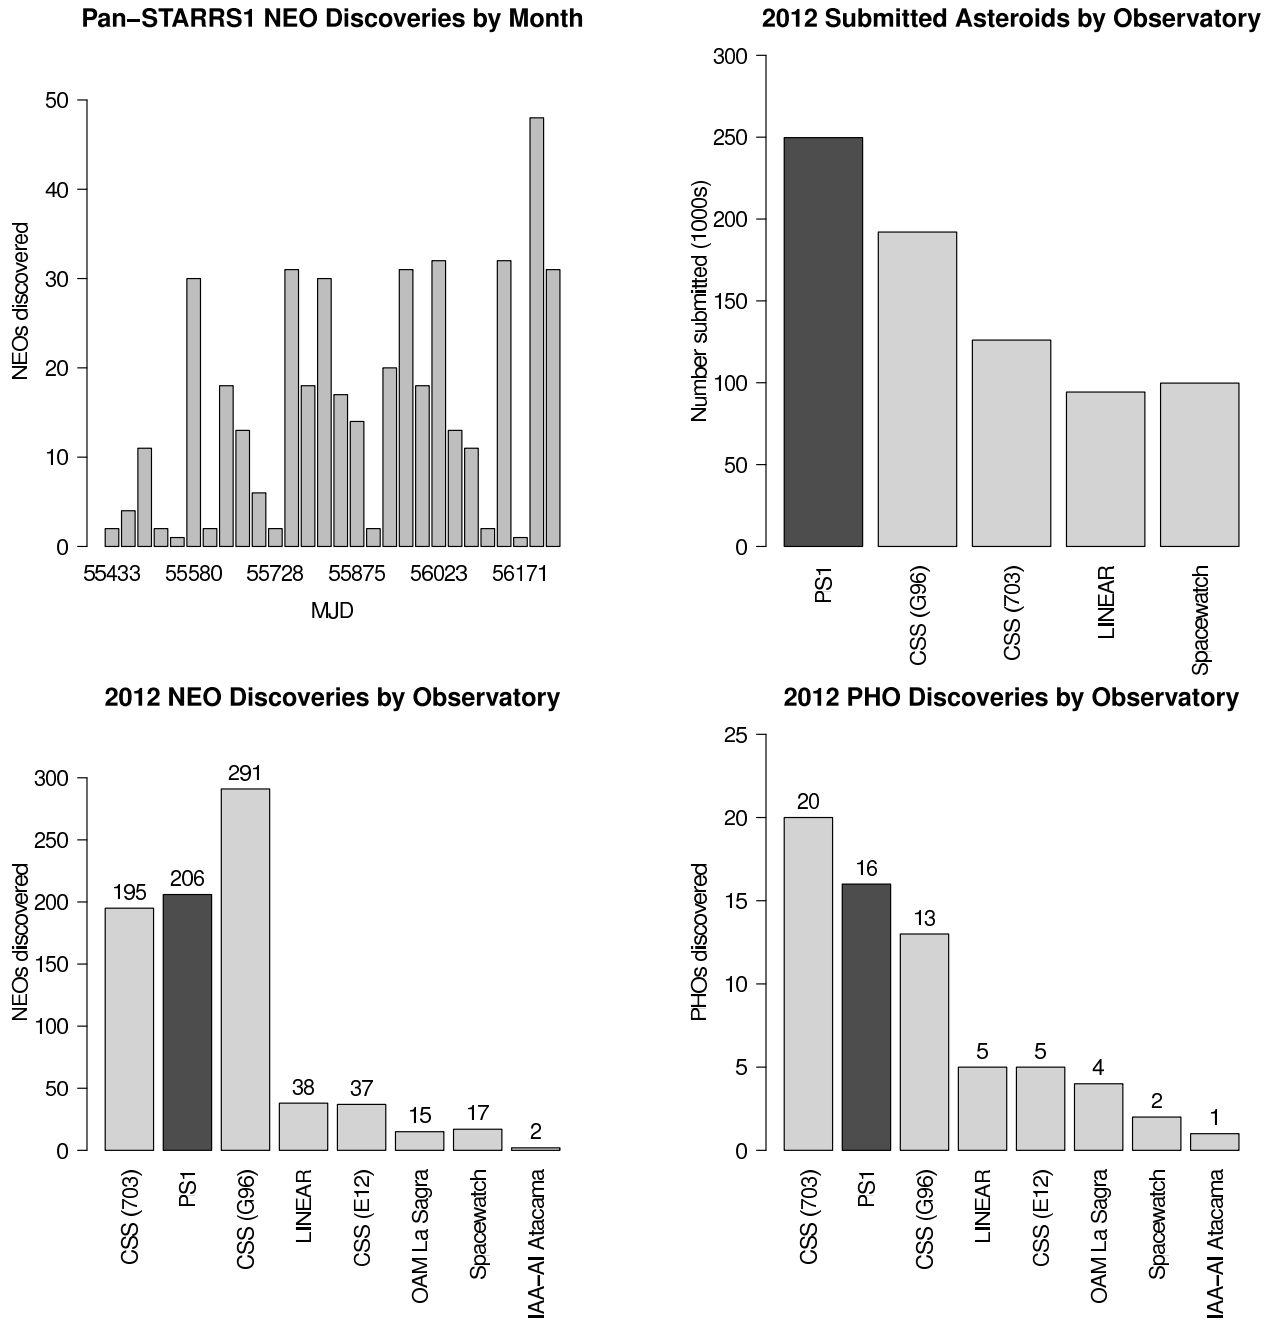 Pan−STARRS1 NEO Discoveries by Month
50
40
30
20
10
0
NEOs discovered
55433 55580 55728 55875 56023 56171
MJD
2012 Submitted Asteroids by Observatory
300
250
200
150
100
50
0
Number submitted (1000s)
PS1
CSS (G96)
CSS (703)
LINEAR
Spacewatch
2012 NEO Discoveries by Observatory
300
250
200
150
100
50
0
NEOs discovered
195
206
291
38
37
15
17
2
CSS (703)
PS1
CSS (G96)
LINEAR
CSS (E12)
OAM La Sagra
Spacewatch
IAA−AI Atacama
2012 PHO Discoveries by Observatory
25
20
15
10
5
0
PHOs discovered
20
16
13
5
5
4
2
1
CSS (703)
PS1
CSS (G96)
LINEAR
CSS (E12)
OAM La Sagra
Spacewatch
IAA−AI Atacama